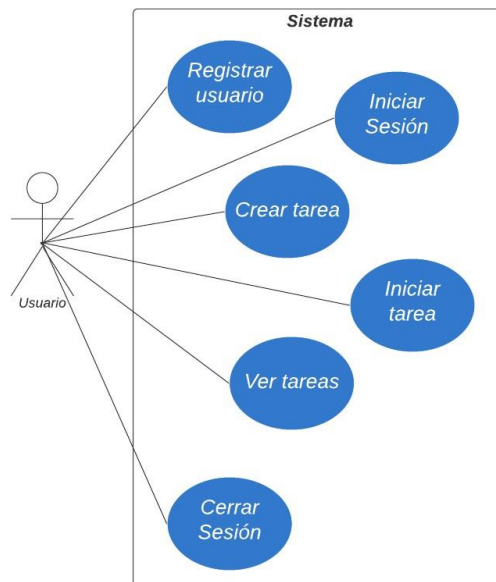 Sistema
Registrar
usuario
Iniciar
Sesión
Crear tarea
Iniciar
tarea
Usuario
Ver tareas
Cerrar
Sesión